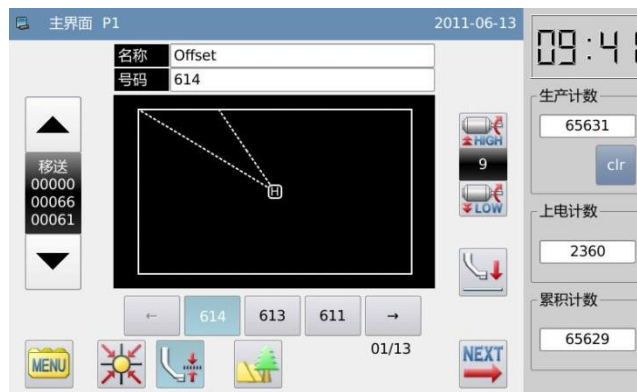 主界面 P1
2011-06-13
09:41
名称 Offset
号码 614
移送
00000
00066
00061
HIGH
9
LOW
H
← 614 613 611 →
01/13
MENU
NEXT
生产计数
65631
clr
上电计数
2360
累积计数
65629